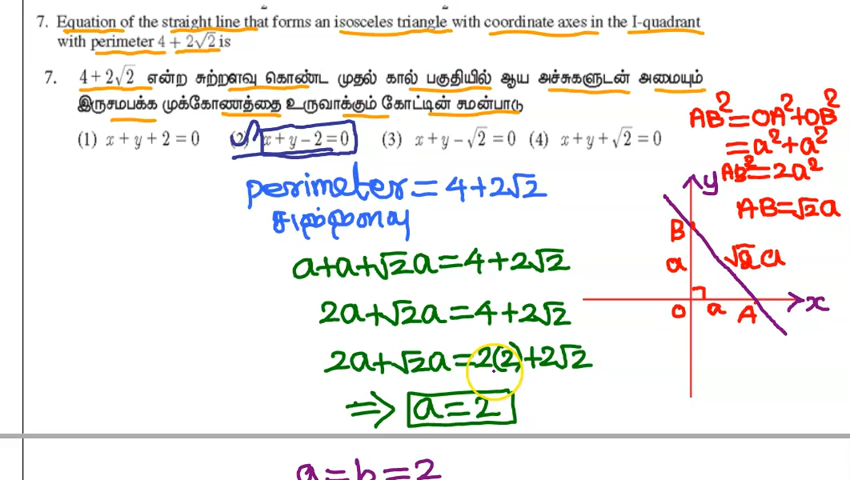 7. Equation of the straight line that forms an isosceles triangle with coordinate axes in the I-quadrant
with perimeter 4 + 2√2 is
7. 4 + 2√2 என்ற சுற்றளவு கொண்ட முதல் கால் பகுதியில் ஆய அச்சுகளுடன் அமையும்
இருசமபக்க முக்கோணத்தை உருவாக்கும் கோட்டின் சமன்பாடு
(1) x + y + 2 = 0 (2) x + y − 2 = 0 (3) x + y − √2 = 0 (4) x + y + √2 = 0
AB² = OA² + OB²
= a² + a²
AB² = 2a²
AB = √2a
perimeter = 4 + 2√2
சுற்றளவு
a + a + √2a = 4 + 2√2
2a + √2a = 4 + 2√2
2a + √2a = 2(2) + 2√2
⇒ a = 2
a = b = 2
y
B
a
√2a
O
a
A
x